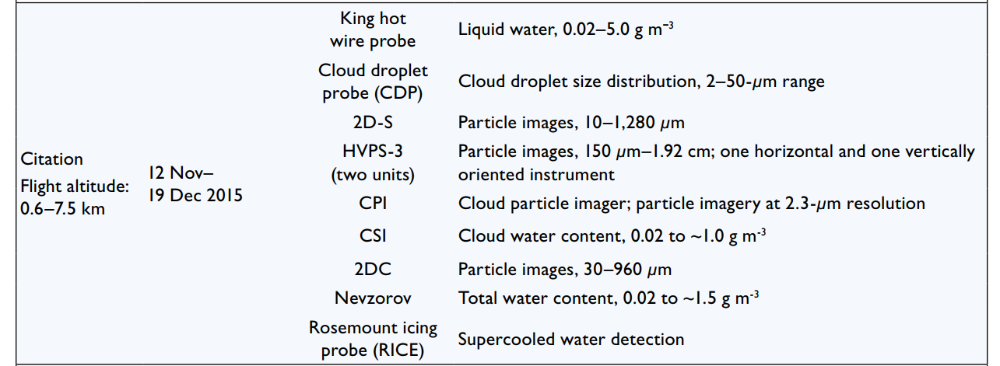 King hot
wire probe
Liquid water, 0.02–5.0 g m⁻³
Cloud droplet
probe (CDP)
Cloud droplet size distribution, 2–50-µm range
2D-S
Particle images, 10–1,280 µm
Citation
Flight altitude:
0.6–7.5 km
12 Nov–
19 Dec 2015
HVPS-3
(two units)
Particle images, 150 µm–1.92 cm; one horizontal and one vertically
oriented instrument
CPI
Cloud particle imager; particle imagery at 2.3-µm resolution
CSI
Cloud water content, 0.02 to ~1.0 g m⁻³
2DC
Particle images, 30–960 µm
Nevzorov
Total water content, 0.02 to ~1.5 g m⁻³
Rosemount icing
probe (RICE)
Supercooled water detection